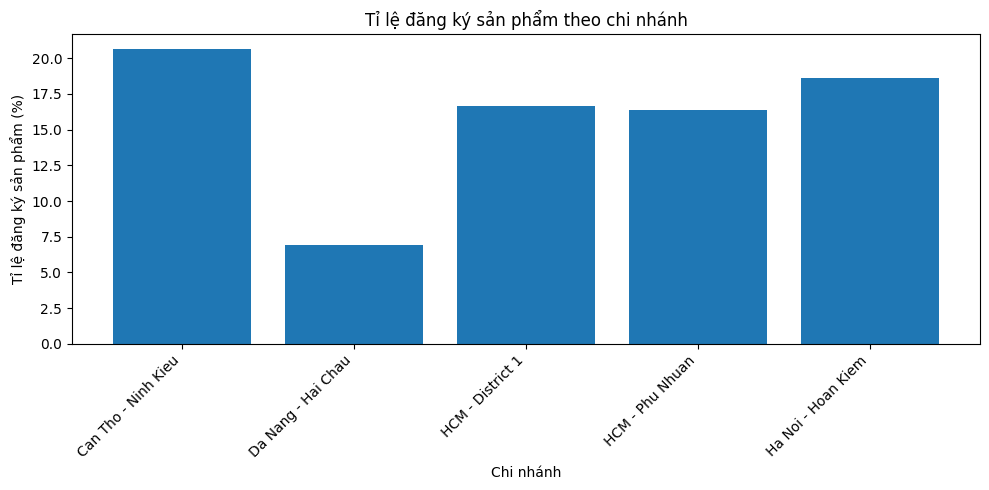 Tỉ lệ đăng ký sản phẩm theo chi nhánh
Tỉ lệ đăng ký sản phẩm (%)
20.0
17.5
15.0
12.5
10.0
7.5
5.0
2.5
0.0
Can Tho - Ninh Kieu
Da Nang - Hai Chau
HCM - District 1
HCM - Phu Nhuan
Ha Noi - Hoan Kiem
Chi nhánh